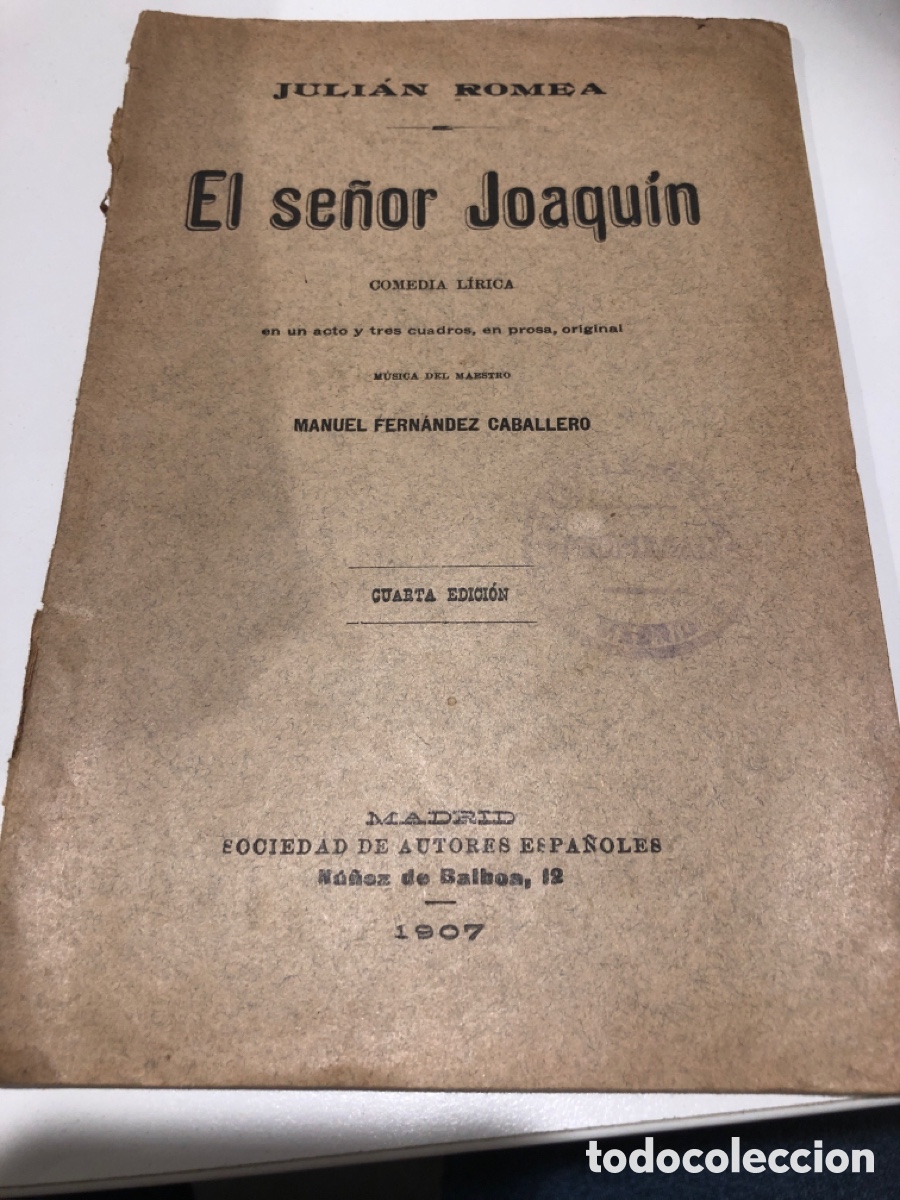 JULIÁN ROMEA
El señor Joaquín
COMEDIA LÍRICA
en un acto y tres cuadros, en prosa, original
MÚSICA DEL MAESTRO
MANUEL FERNÁNDEZ CABALLERO
CUARTA EDICIÓN
MADRID
SOCIEDAD DE AUTORES ESPAÑOLES
Núñez de Balboa, 12
1907
todocoleccion